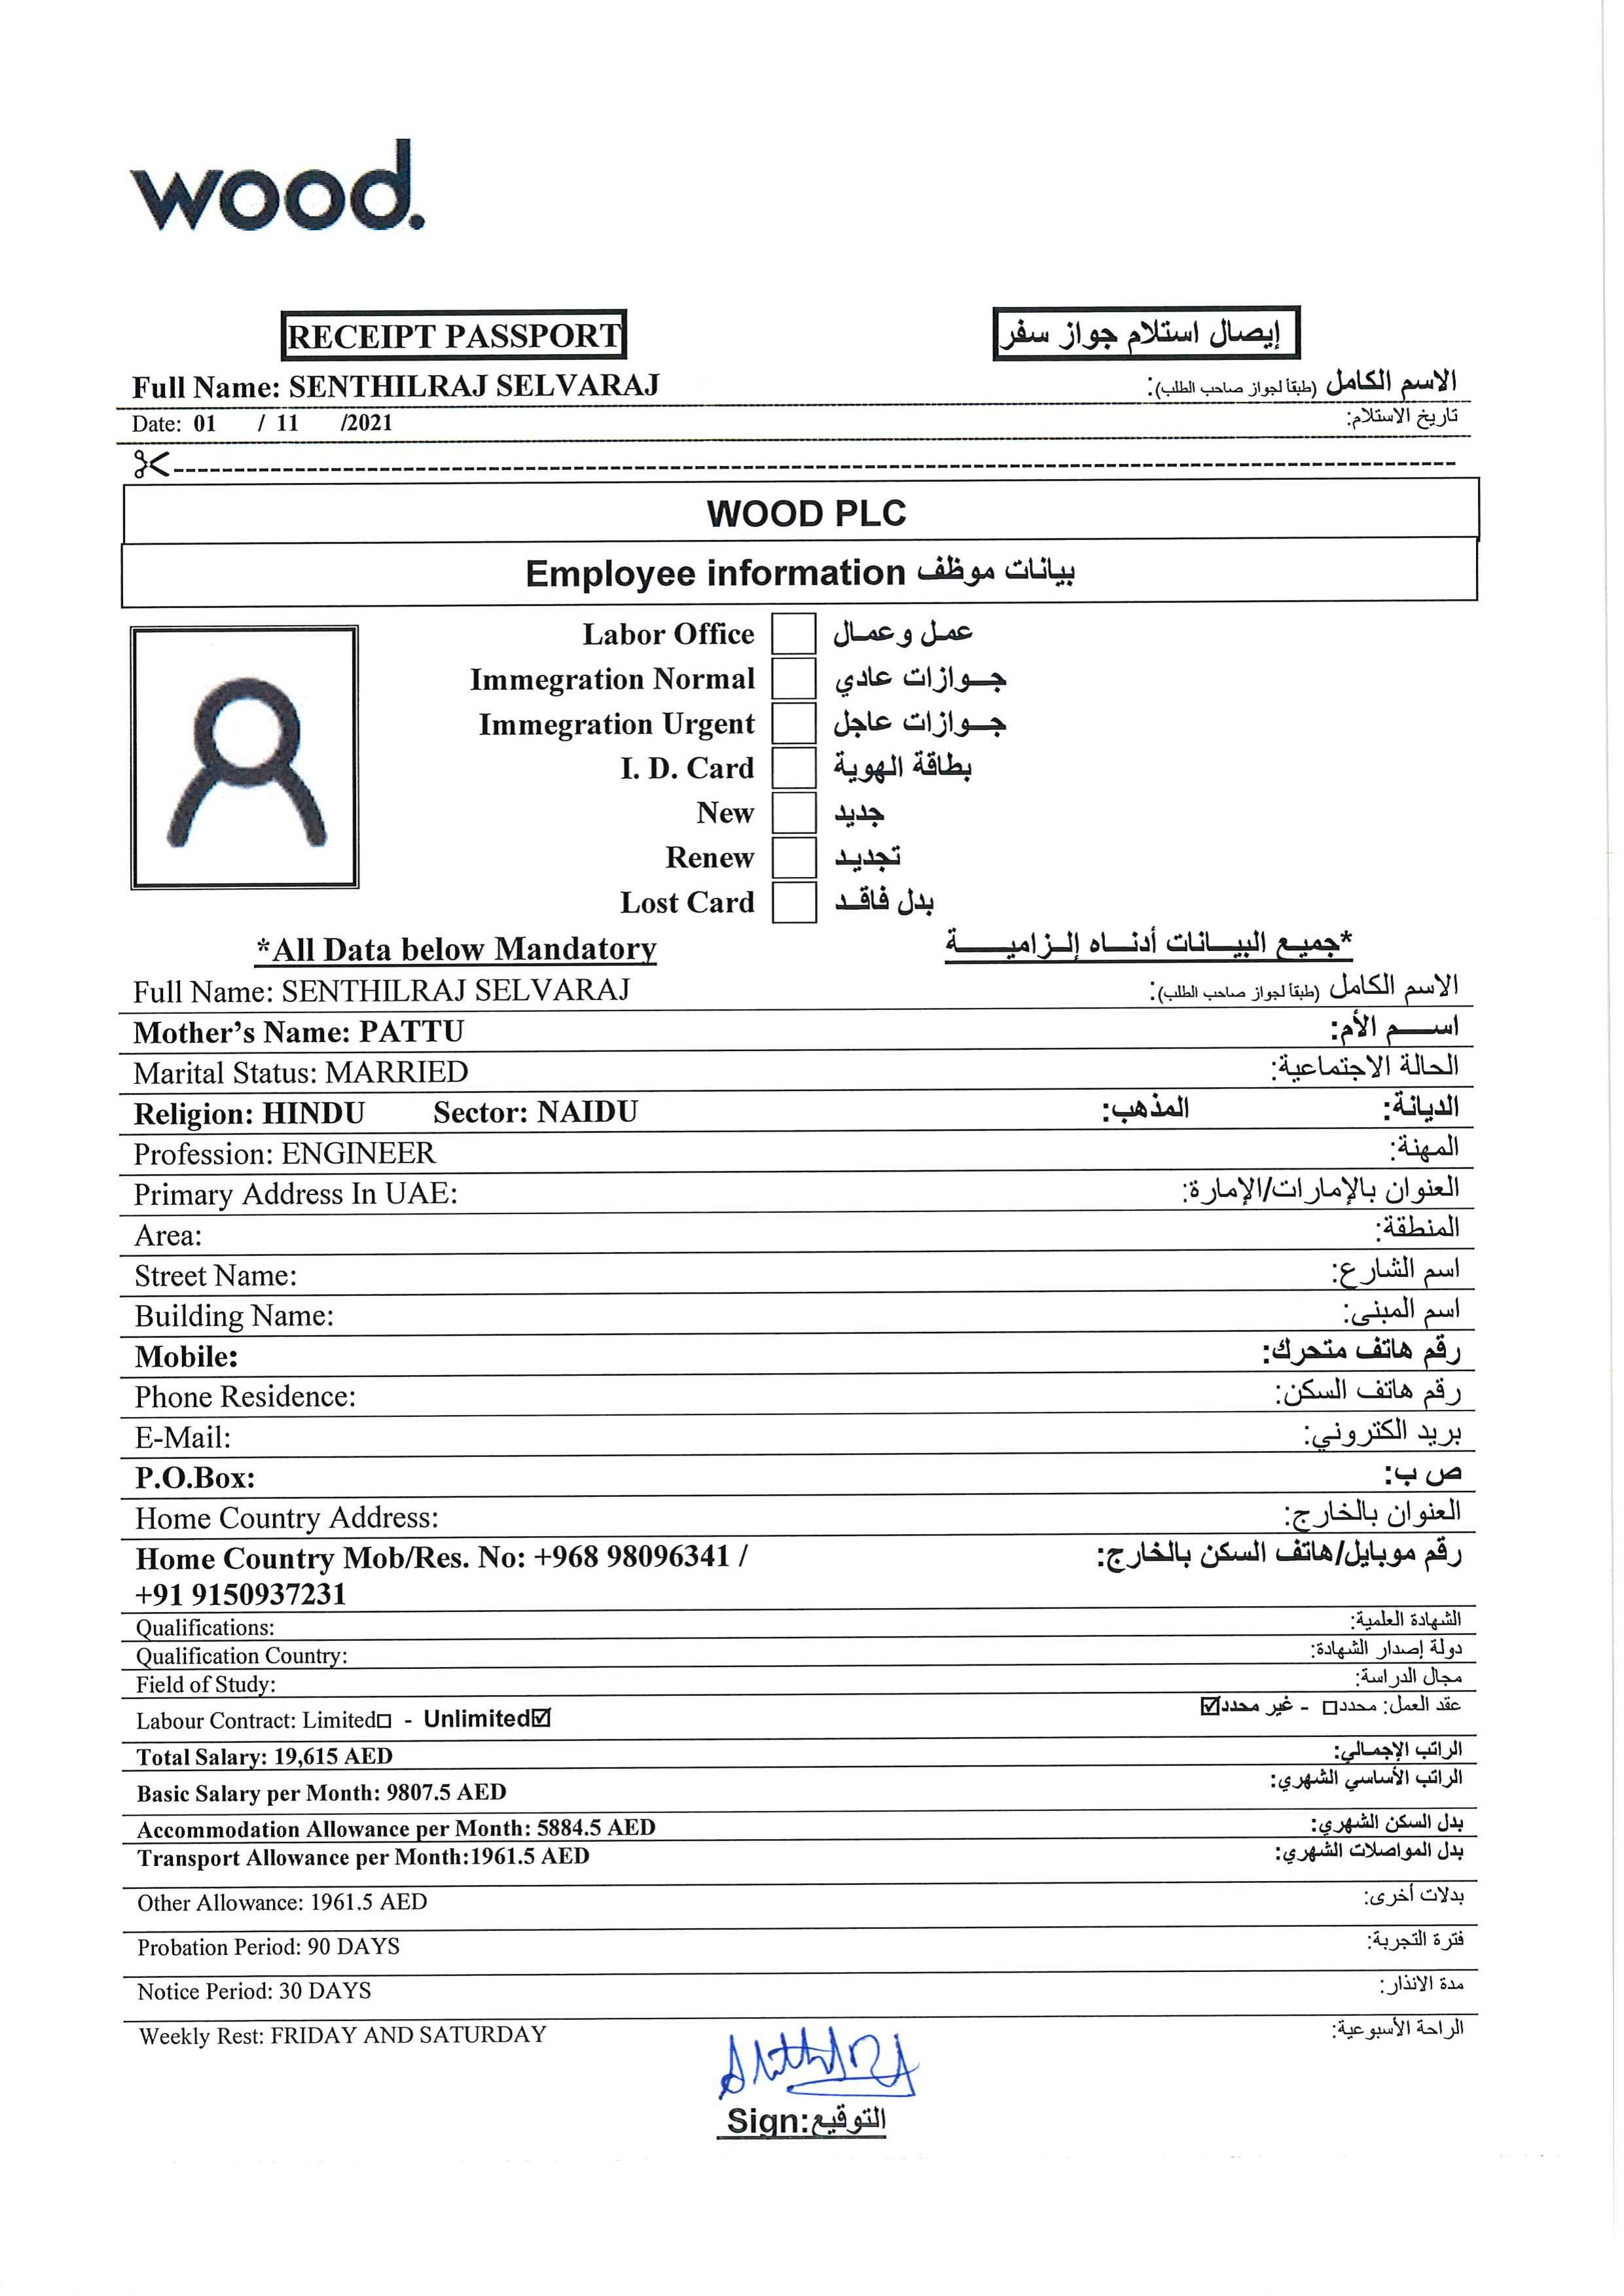 wood.
RECEIPT PASSPORT إيصال استلام جواز سفر
Full Name: SENTHILRAJ SELVARAJ الاسم الكامل (طبقاً لجواز صاحب الطلب):
Date: 01 / 11 /2021 تاريخ الاستلام:
WOOD PLC
Employee information بيانات موظف
Labor Office عمل وعمال
Immegration Normal جوازات عادي
Immegration Urgent جوازات عاجل
I. D. Card بطاقة الهوية
New جديد
Renew تجديد
Lost Card بدل فاقد
*All Data below Mandatory *جميع البيانات أدناه إلزامية
Full Name: SENTHILRAJ SELVARAJ الاسم الكامل (طبقاً لجواز صاحب الطلب):
Mother’s Name: PATTU اسم الأم:
Marital Status: MARRIED الحالة الاجتماعية:
Religion: HINDU Sector: NAIDU الديانة: المذهب:
Profession: ENGINEER المهنة:
Primary Address In UAE: العنوان بالإمارات/الإمارة:
Area: المنطقة:
Street Name: اسم الشارع:
Building Name: اسم المبنى:
Mobile: رقم هاتف متحرك:
Phone Residence: رقم هاتف السكن:
E-Mail: بريد الكتروني:
P.O.Box: ص ب:
Home Country Address: العنوان بالخارج:
Home Country Mob/Res. No: +968 98096341 / رقم موبايل/هاتف السكن بالخارج:
+91 9150937231
Qualifications: الشهادة العلمية:
Qualification Country: دولة إصدار الشهادة:
Field of Study: مجال الدراسة:
Labour Contract: Limited☐ - Unlimited☑ عقد العمل: محدد☐ - غير محدد☑
Total Salary: 19,615 AED الراتب الإجمالي:
Basic Salary per Month: 9807.5 AED الراتب الأساسي الشهري:
Accommodation Allowance per Month: 5884.5 AED بدل السكن الشهري:
Transport Allowance per Month:1961.5 AED بدل المواصلات الشهري:
Other Allowance: 1961.5 AED بدلات أخرى:
Probation Period: 90 DAYS فترة التجربة:
Notice Period: 30 DAYS مدة الانذار:
Weekly Rest: FRIDAY AND SATURDAY الراحة الأسبوعية:
Sign:التوقيع